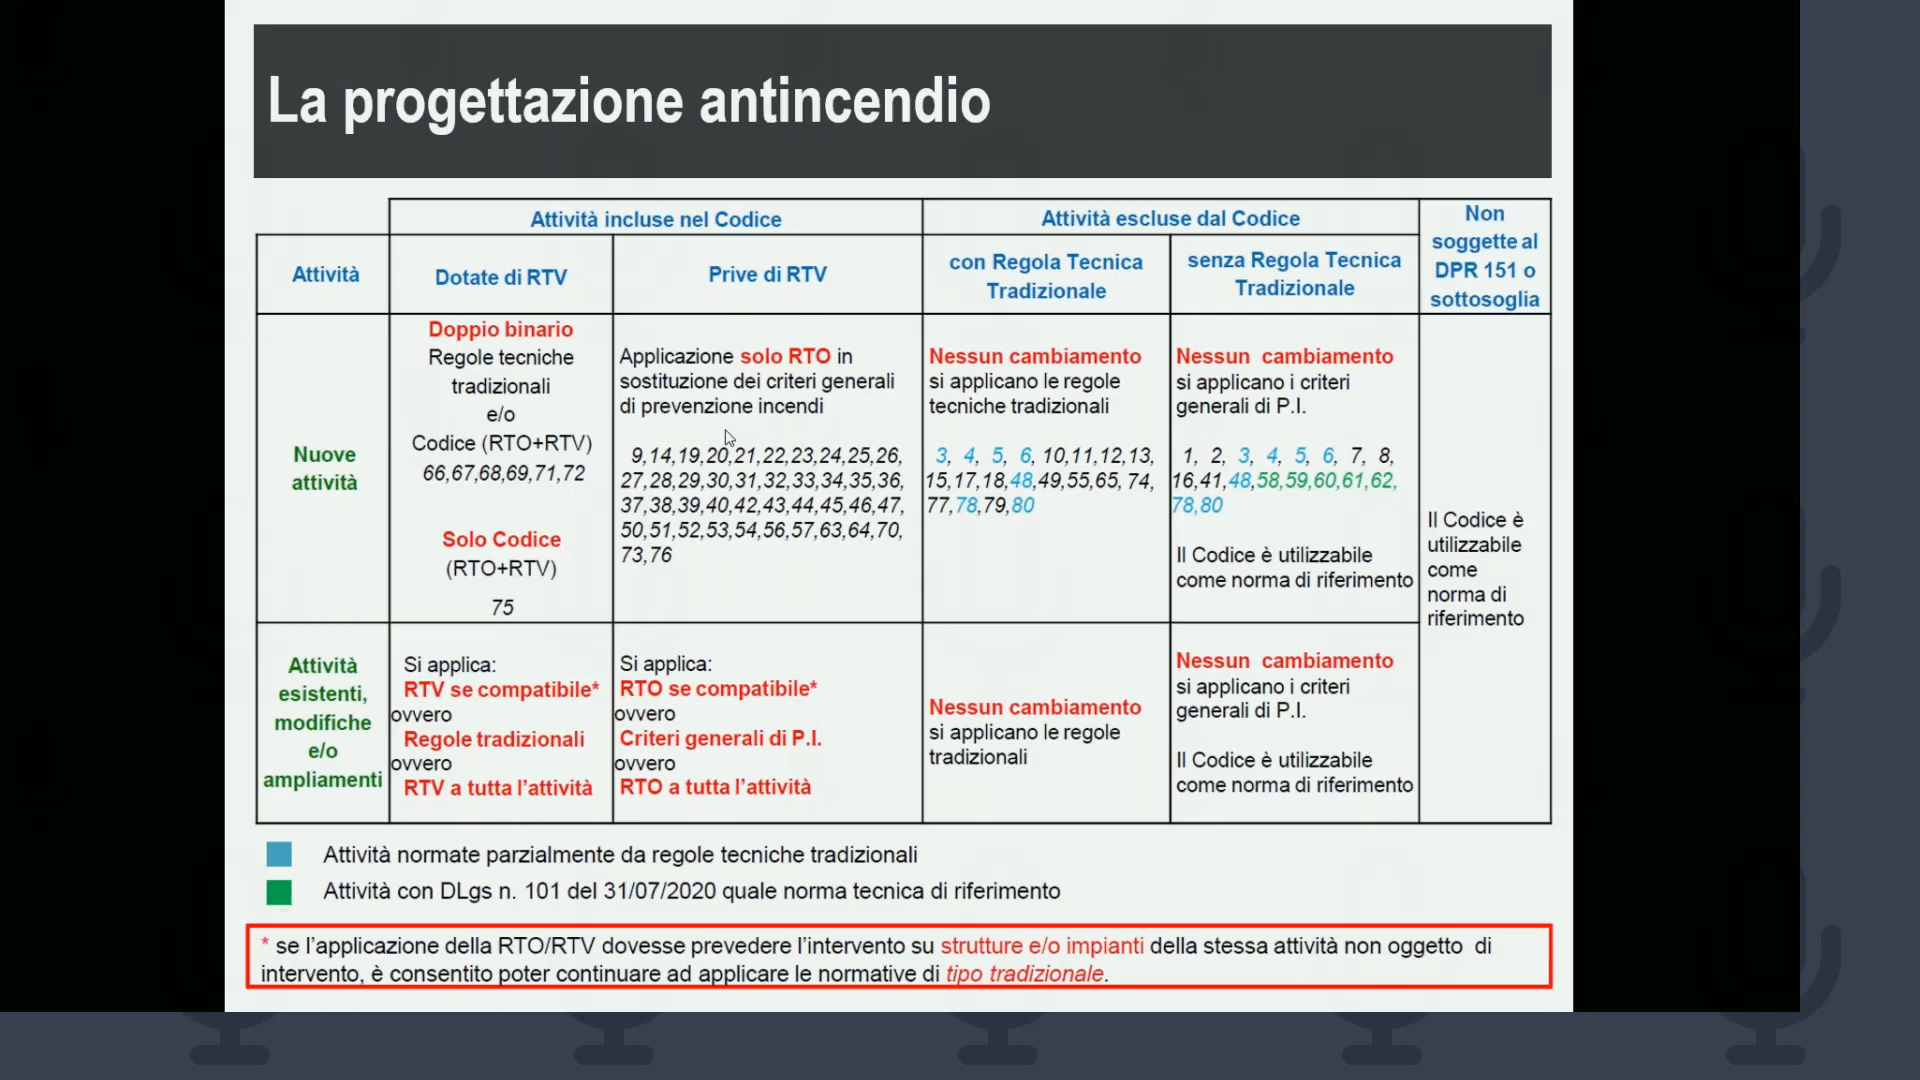 La progettazione antincendio
Attività incluse nel Codice
Attività escluse dal Codice
Non
soggette al
DPR 151 o
sottosoglia
Attività
Dotate di RTV
Prive di RTV
con Regola Tecnica
Tradizionale
senza Regola Tecnica
Tradizionale
Nuove
attività
Doppio binario
Regole tecniche
tradizionali
e/o
Codice (RTO+RTV)
66,67,68,69,71,72
Solo Codice
(RTO+RTV)
75
Applicazione solo RTO in
sostituzione dei criteri generali
di prevenzione incendi
9,14,19,20,21,22,23,24,25,26,
27,28,29,30,31,32,33,34,35,36,
37,38,39,40,42,43,44,45,46,47,
50,51,52,53,54,56,57,63,64,70,
73,76
Nessun cambiamento
si applicano le regole
tecniche tradizionali
3, 4, 5, 6, 10,11,12,13,
15,17,18,48,49,55,65, 74,
77,78,79,80
Nessun cambiamento
si applicano i criteri
generali di P.I.
1, 2, 3, 4, 5, 6, 7, 8,
16,41,48,58,59,60,61,62,
78,80
Il Codice è utilizzabile
come norma di riferimento
Il Codice è
utilizzabile
come
norma di
riferimento
Attività
esistenti,
modifiche
e/o
ampliamenti
Si applica:
RTV se compatibile*
ovvero
Regole tradizionali
ovvero
RTV a tutta l'attività
Si applica:
RTO se compatibile*
ovvero
Criteri generali di P.I.
ovvero
RTO a tutta l'attività
Nessun cambiamento
si applicano le regole
tradizionali
Nessun cambiamento
si applicano i criteri
generali di P.I.
Il Codice è utilizzabile
come norma di riferimento
Attività normate parzialmente da regole tecniche tradizionali
Attività con DLgs n. 101 del 31/07/2020 quale norma tecnica di riferimento
* se l'applicazione della RTO/RTV dovesse prevedere l'intervento su strutture e/o impianti della stessa attività non oggetto di
intervento, è consentito poter continuare ad applicare le normative di tipo tradizionale.